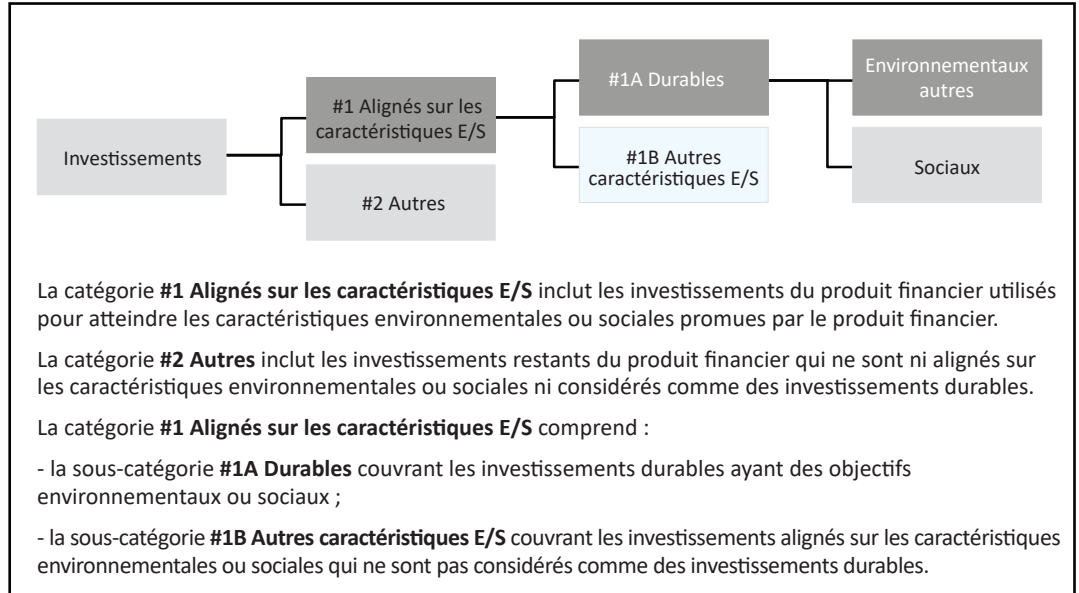 Investissements
#1 Alignés sur les
caractéristiques E/S
#2 Autres
#1A Durables
#1B Autres
caractéristiques E/S
Environnementaux
autres
Sociaux
La catégorie #1 Alignés sur les caractéristiques E/S inclut les investissements du produit financier utilisés
pour atteindre les caractéristiques environnementales ou sociales promues par le produit financier.
La catégorie #2 Autres inclut les investissements restants du produit financier qui ne sont ni alignés sur
les caractéristiques environnementales ou sociales ni considérés comme des investissements durables.
La catégorie #1 Alignés sur les caractéristiques E/S comprend :
- la sous-catégorie #1A Durables couvrant les investissements durables ayant des objectifs
environnementaux ou sociaux ;
- la sous-catégorie #1B Autres caractéristiques E/S couvrant les investissements alignés sur les caractéristiques
environnementales ou sociales qui ne sont pas considérés comme des investissements durables.